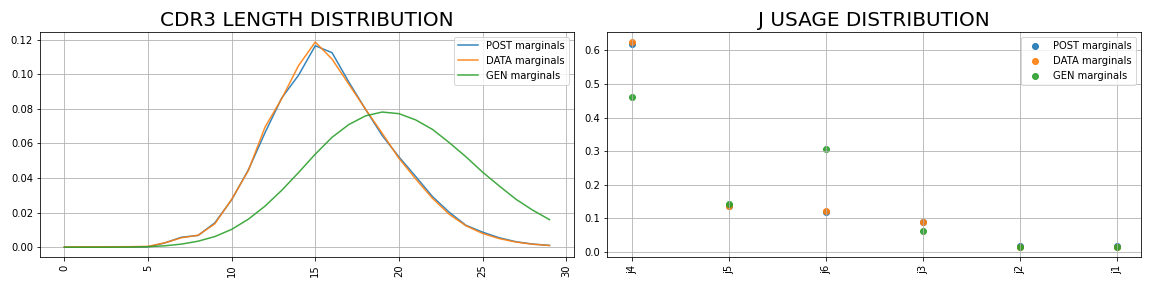 CDR3 LENGTH DISTRIBUTION
0.12
0.10
0.08
0.06
0.04
0.02
0.00
0
5
10
15
20
25
30
POST marginals
DATA marginals
GEN marginals
J USAGE DISTRIBUTION
0.6
0.5
0.4
0.3
0.2
0.1
0.0
j4
j5
j6
j3
j2
j1
POST marginals
DATA marginals
GEN marginals